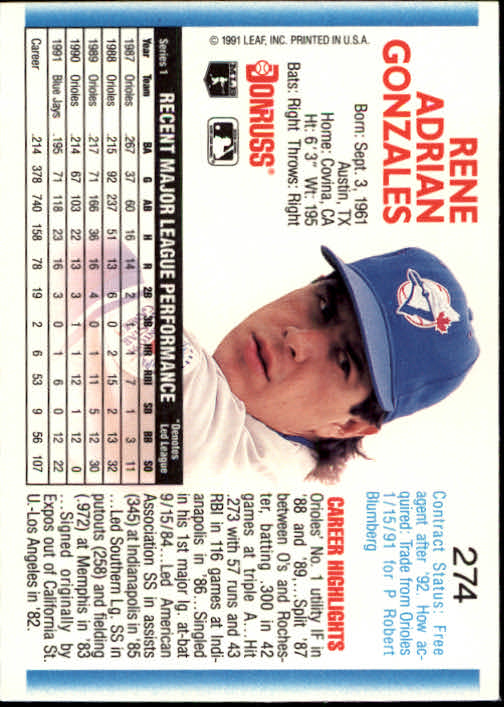 274
RENE
ADRIAN
GONZALES
Born: Sept. 3, 1961
Austin, TX
Home: Covina, CA
Ht: 6'3" Wt: 195
Bats: Right Throws: Right
DONRUSS®
© 1991 LEAF, INC. PRINTED IN U.S.A.
Contract Status: Free
agent after '92. How ac-
quired: Trade from Orioles
1/15/91 for P Robert
Blumberg
CAREER HIGHLIGHTS
Orioles' No. 1 utility IF in
'88 and '89....Split '87
between O's and Roches-
ter, batting .300 in 42
games at triple A...Hit
.273 with 57 runs and 43
RBI in 116 games at Indi-
anapolis in '86...Singled
in his 1st major lg. at-bat
9/15/84...Led American
Association SS in assists
(345) at Indianapolis in '85
...Led Southern Lg. SS in
putouts (258) and fielding
(.972) at Memphis in '83
...Signed originally by
Expos out of California St.
U.-Los Angeles in '82.
Series 1 RECENT MAJOR LEAGUE PERFORMANCE *Denotes Led League
Year Team BA G AB H R 2B 3B HR RBI SB BB SO
1987 Orioles .267 37 60 16 14 2 1 1 7 1 3 11
1988 Orioles .215 92 237 51 13 6 0 2 15 2 13 32
1989 Orioles .217 71 166 36 16 4 0 1 11 5 12 30
1990 Orioles .214 67 103 22 13 3 1 1 12 1 12 0
1991 Blue Jays .195 71 118 23 16 3 0 1 6 0 12 22
Career .214 378 740 158 78 19 2 6 53 9 56 107